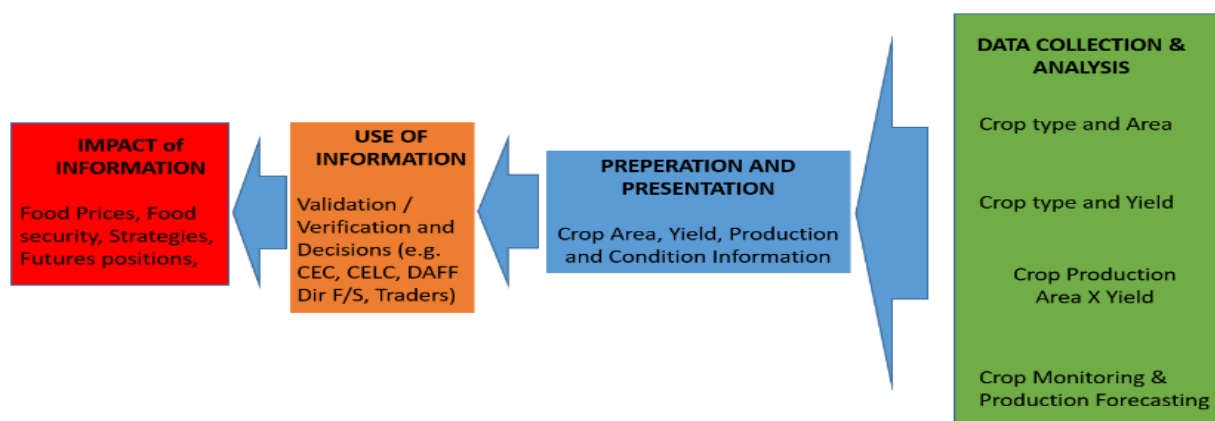 IMPACT of
INFORMATION
Food Prices, Food
security, Strategies,
Futures positions,
USE OF
INFORMATION
Validation /
Verification and
Decisions (e.g.
CEC, CELC, DAFF
Dir F/S, Traders)
PREPERATION AND
PRESENTATION
Crop Area, Yield, Production
and Condition Information
DATA COLLECTION &
ANALYSIS
Crop type and Area
Crop type and Yield
Crop Production
Area X Yield
Crop Monitoring &
Production Forecasting